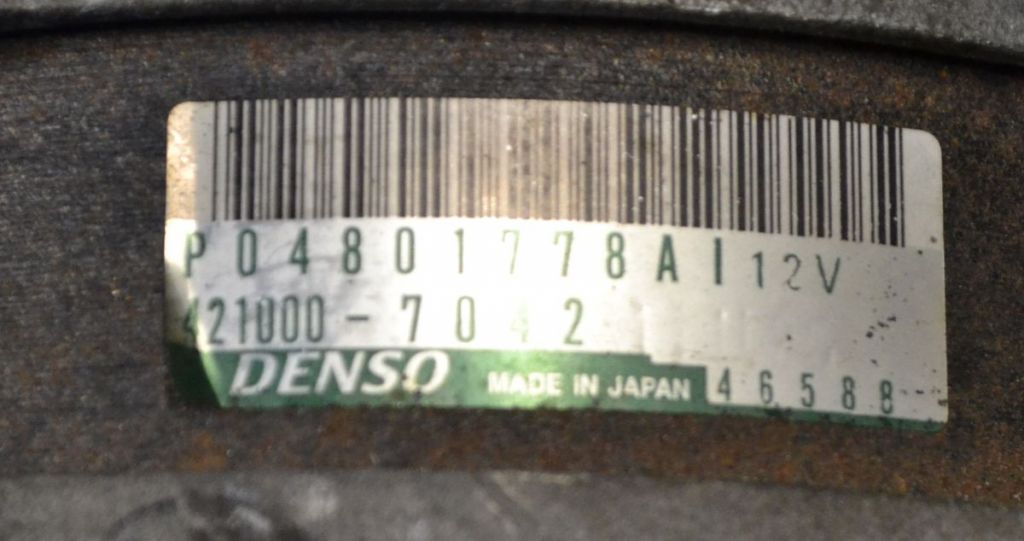 P04801778AI 12V
421000-7042
DENSO MADE IN JAPAN 46588